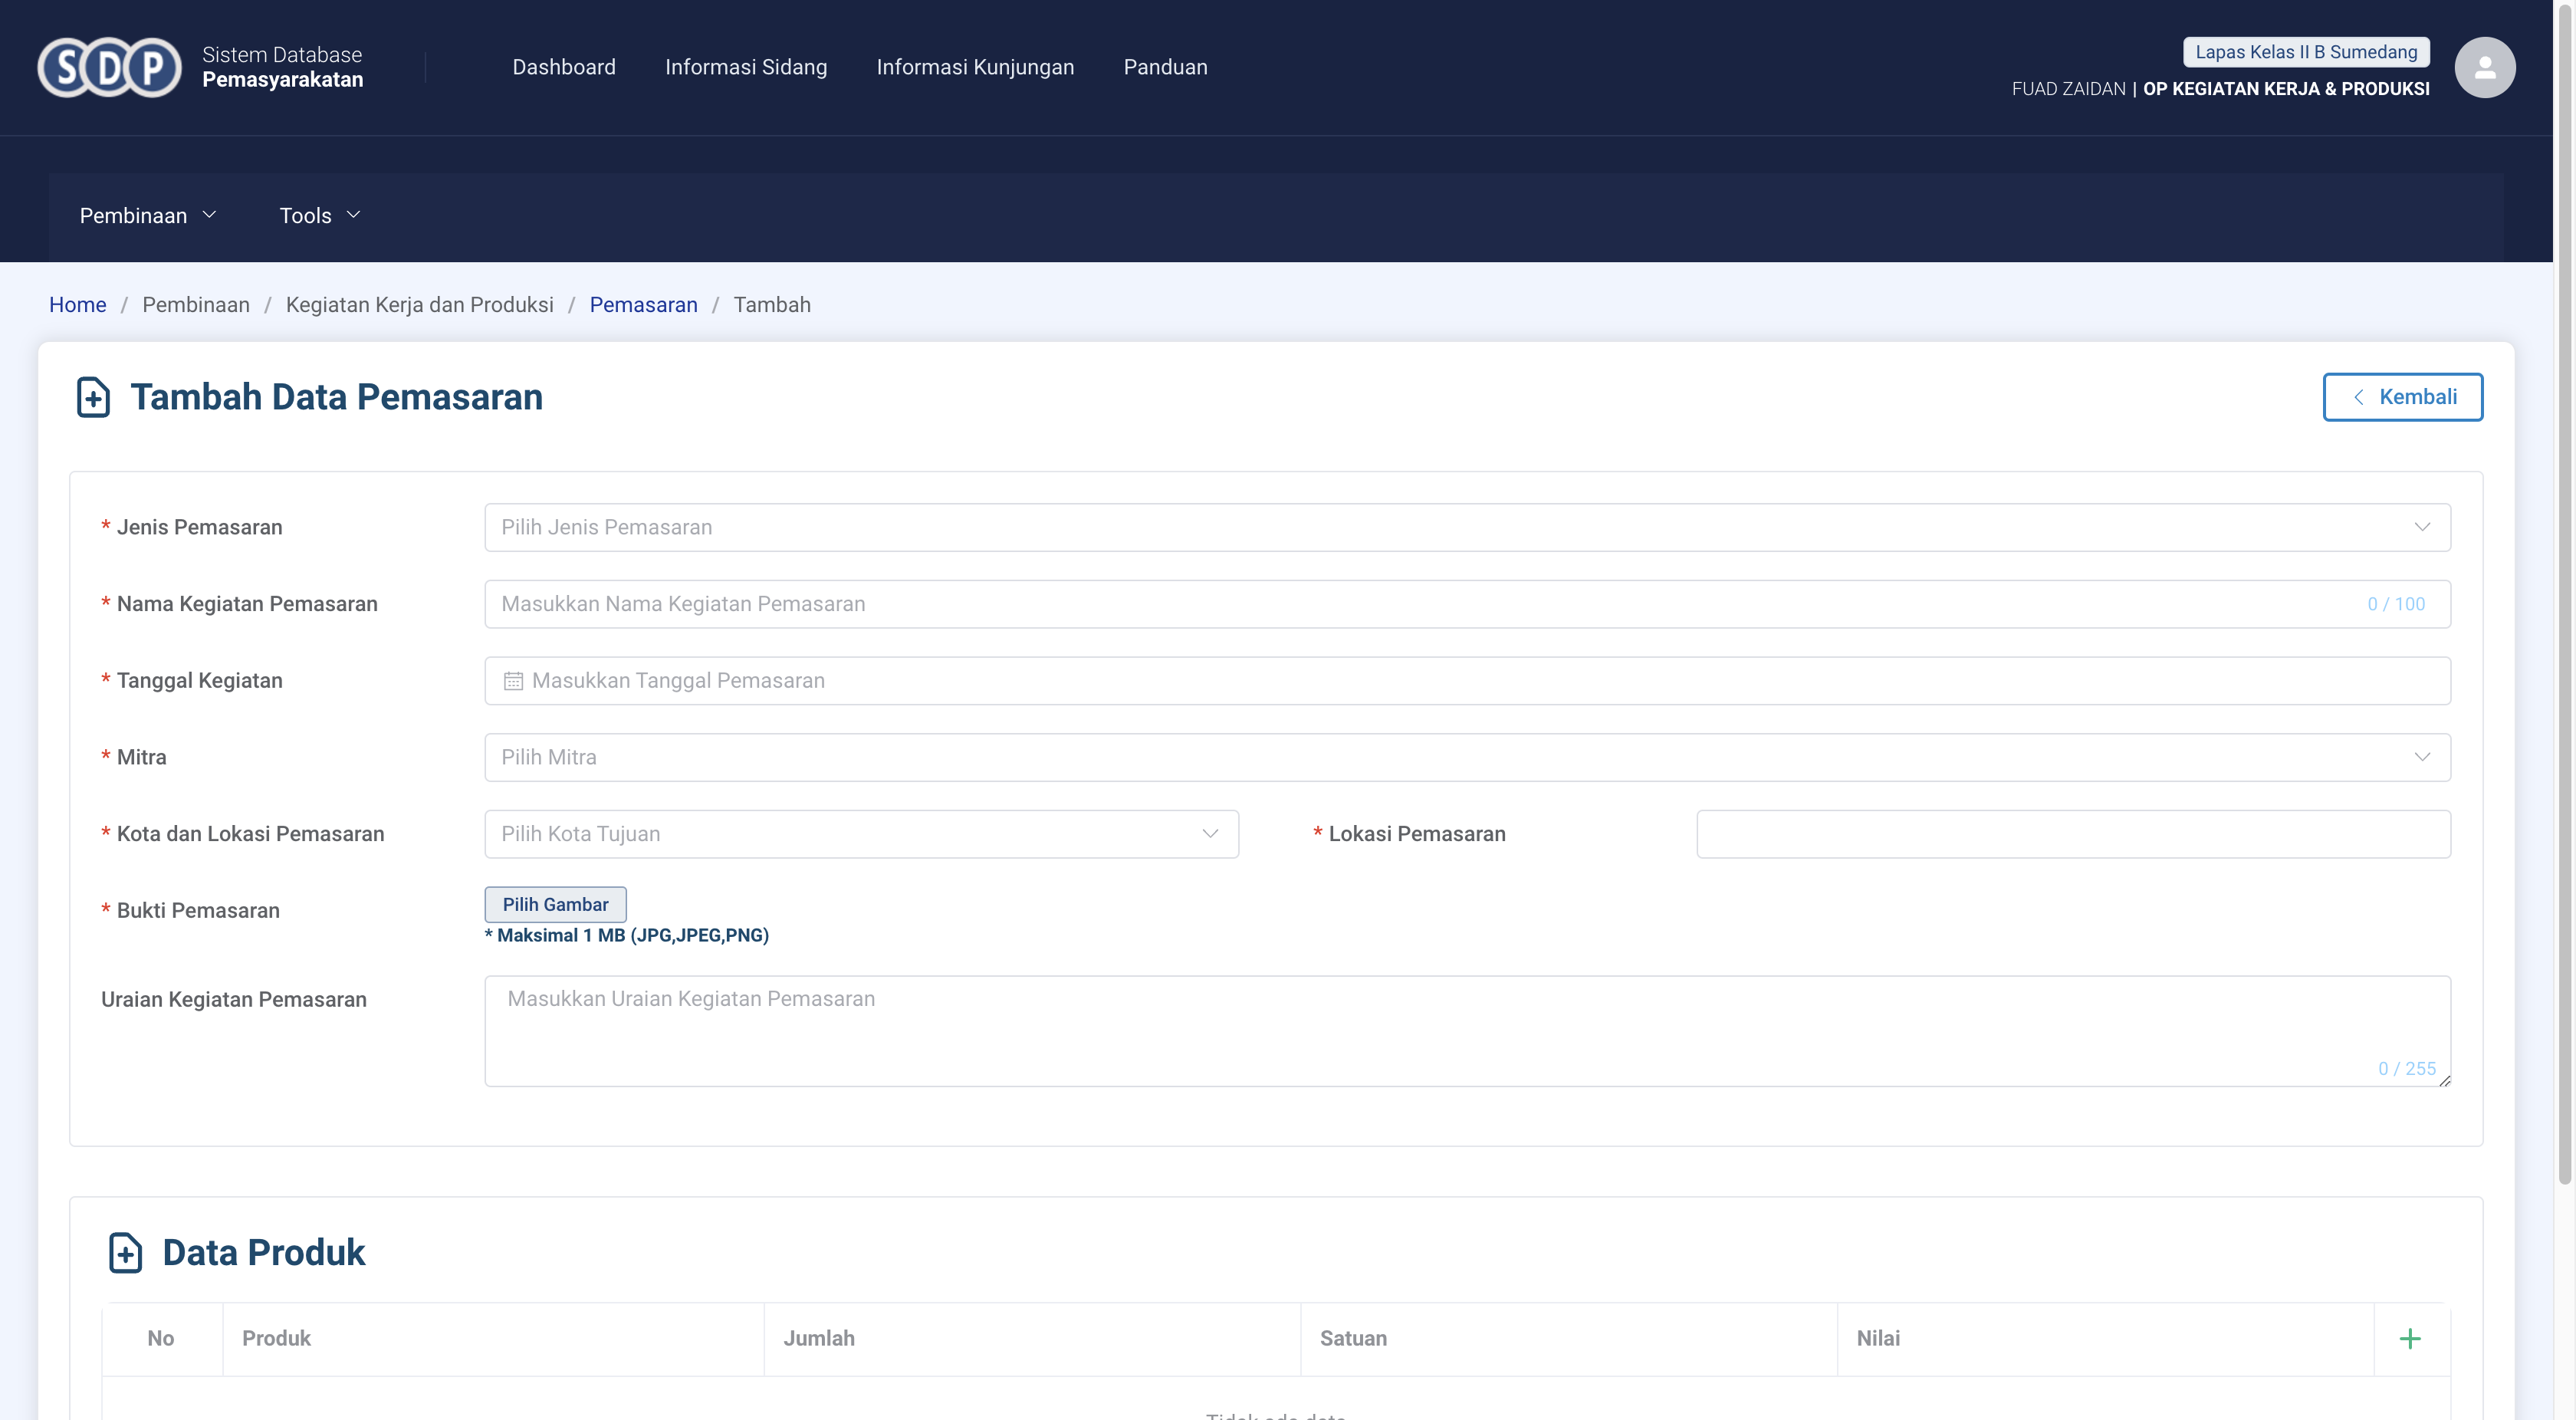 SDP
Sistem Database
Pemasyarakatan
Dashboard
Informasi Sidang
Informasi Kunjungan
Panduan
Lapas Kelas II B Sumedang
FUAD ZAIDAN | OP KEGIATAN KERJA & PRODUKSI
Pembinaan
Tools
Home / Pembinaan / Kegiatan Kerja dan Produksi / Pemasaran / Tambah
Tambah Data Pemasaran
Kembali
* Jenis Pemasaran
Pilih Jenis Pemasaran
* Nama Kegiatan Pemasaran
Masukkan Nama Kegiatan Pemasaran
0 / 100
* Tanggal Kegiatan
Masukkan Tanggal Pemasaran
* Mitra
Pilih Mitra
* Kota dan Lokasi Pemasaran
Pilih Kota Tujuan
* Lokasi Pemasaran
* Bukti Pemasaran
Pilih Gambar
* Maksimal 1 MB (JPG,JPEG,PNG)
Uraian Kegiatan Pemasaran
Masukkan Uraian Kegiatan Pemasaran
0 / 255
Data Produk
No
Produk
Jumlah
Satuan
Nilai